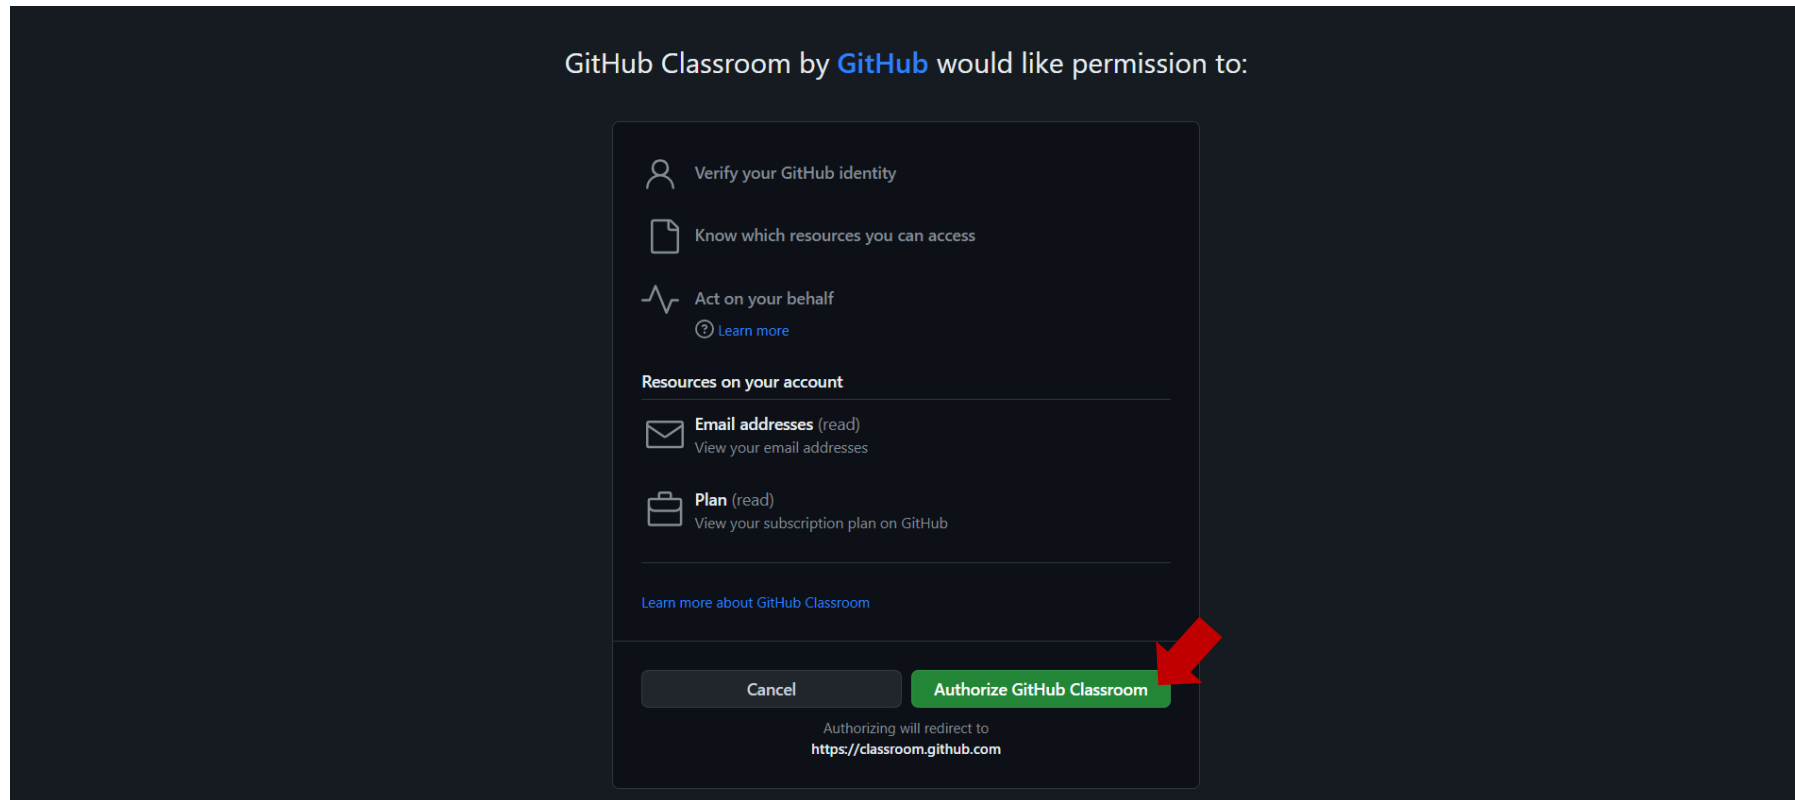 GitHub Classroom by GitHub would like permission to:
Verify your GitHub identity
Know which resources you can access
Act on your behalf
Learn more
Resources on your account
Email addresses (read)
View your email addresses
Plan (read)
View your subscription plan on GitHub
Learn more about GitHub Classroom
Cancel
Authorize GitHub Classroom
Authorizing will redirect to
https://classroom.github.com